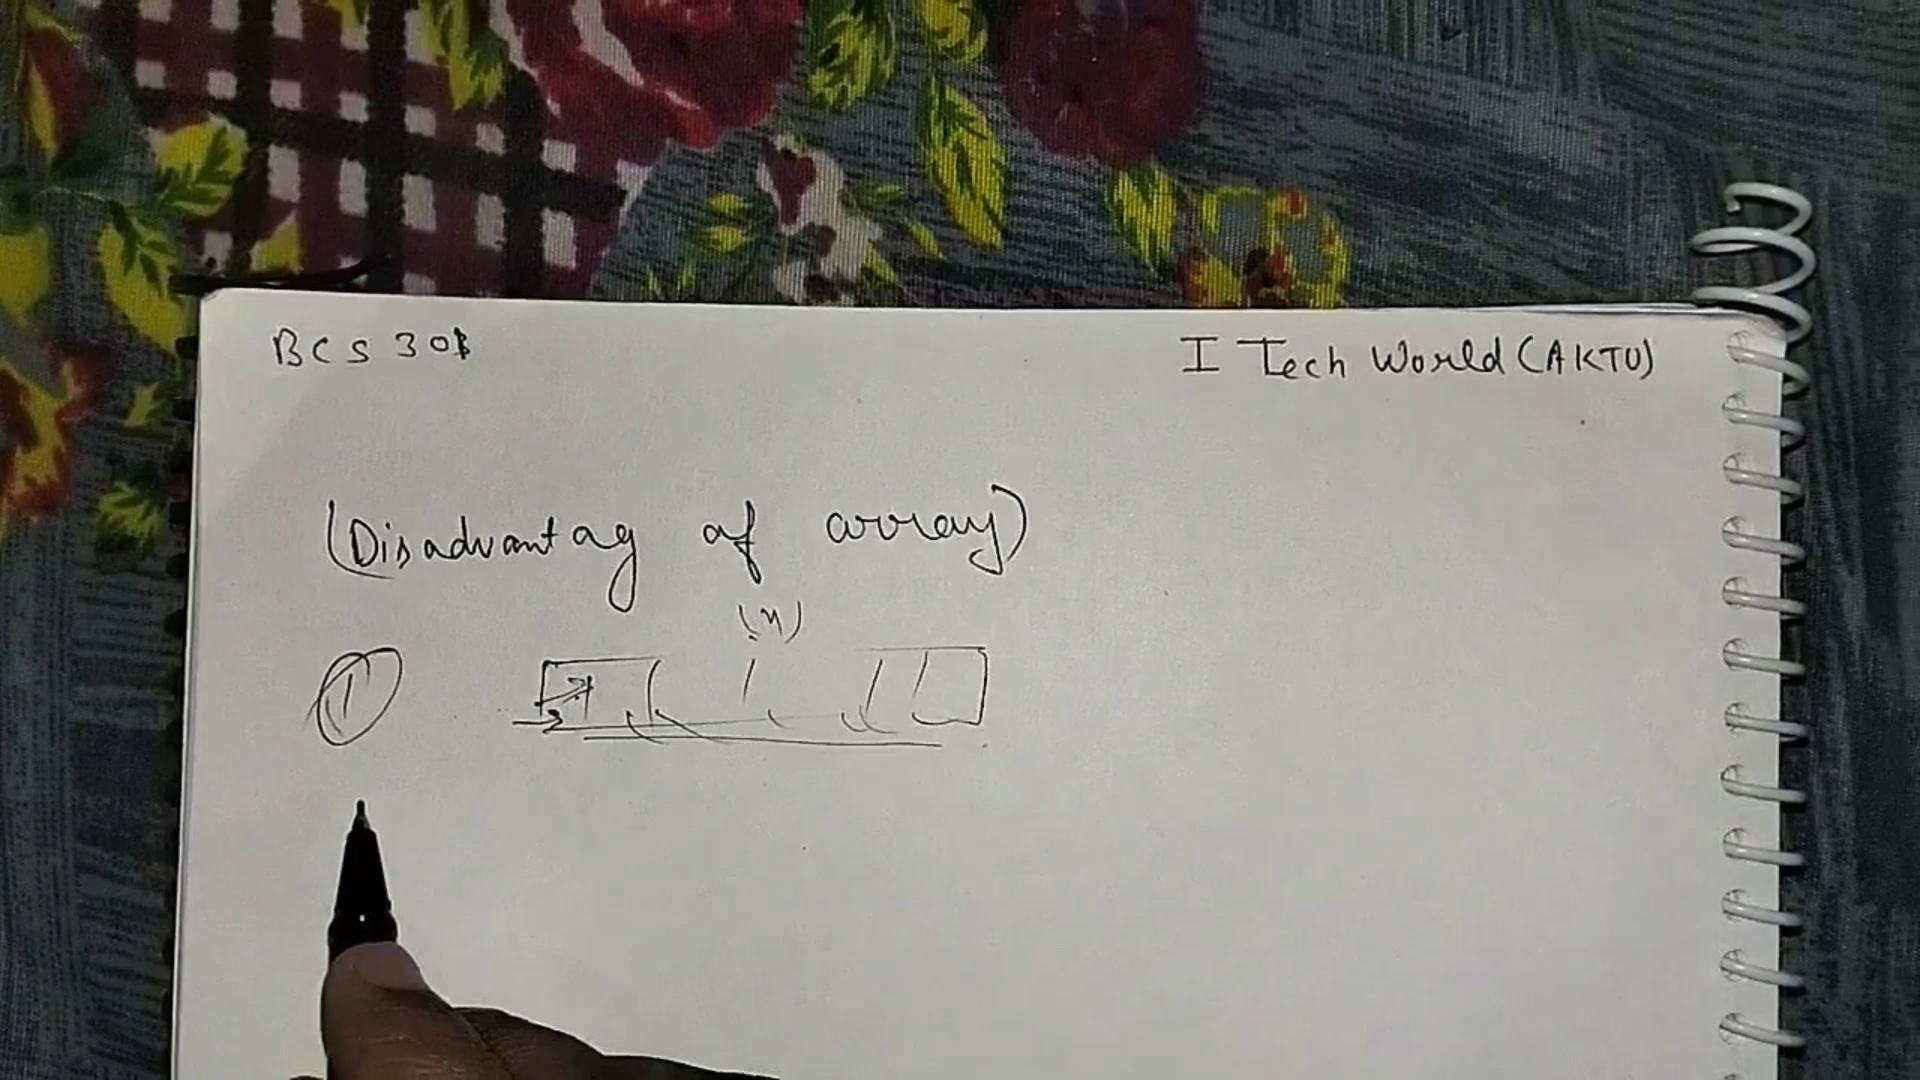 BCS 301
I Tech World (AKTU)
(Disadvantag of array)
(n)
1